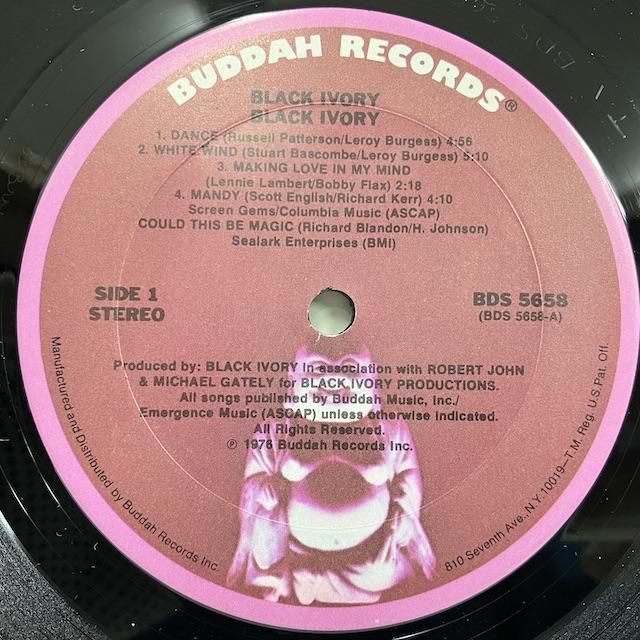 BUDDAH RECORDS®
BLACK IVORY
BLACK IVORY
1. DANCE (Russell Patterson/Leroy Burgess) 4:56
2. WHITE WIND (Stuart Bascombe/Leroy Burgess) 5:10
3. MAKING LOVE IN MY MIND
(Lennie Lambert/Bobby Flax) 2:18
4. MANDY (Scott English/Richard Kerr) 4:10
Screen Gems/Columbia Music (ASCAP)
COULD THIS BE MAGIC (Richard Blandon/H. Johnson)
Sealark Enterprises (BMI)
SIDE 1
STEREO
BDS 5658
(BDS 5658-A)
Produced by: BLACK IVORY in association with ROBERT JOHN
& MICHAEL GATELY for BLACK IVORY PRODUCTIONS.
All songs published by Buddah Music, Inc./
Emergence Music (ASCAP) unless otherwise indicated.
All Rights Reserved.
℗ 1976 Buddah Records Inc.
Manufactured and Distributed by Buddah Records Inc.
810 Seventh Ave., N.Y. 10019—T.M. Reg. U.S. Pat. Off.